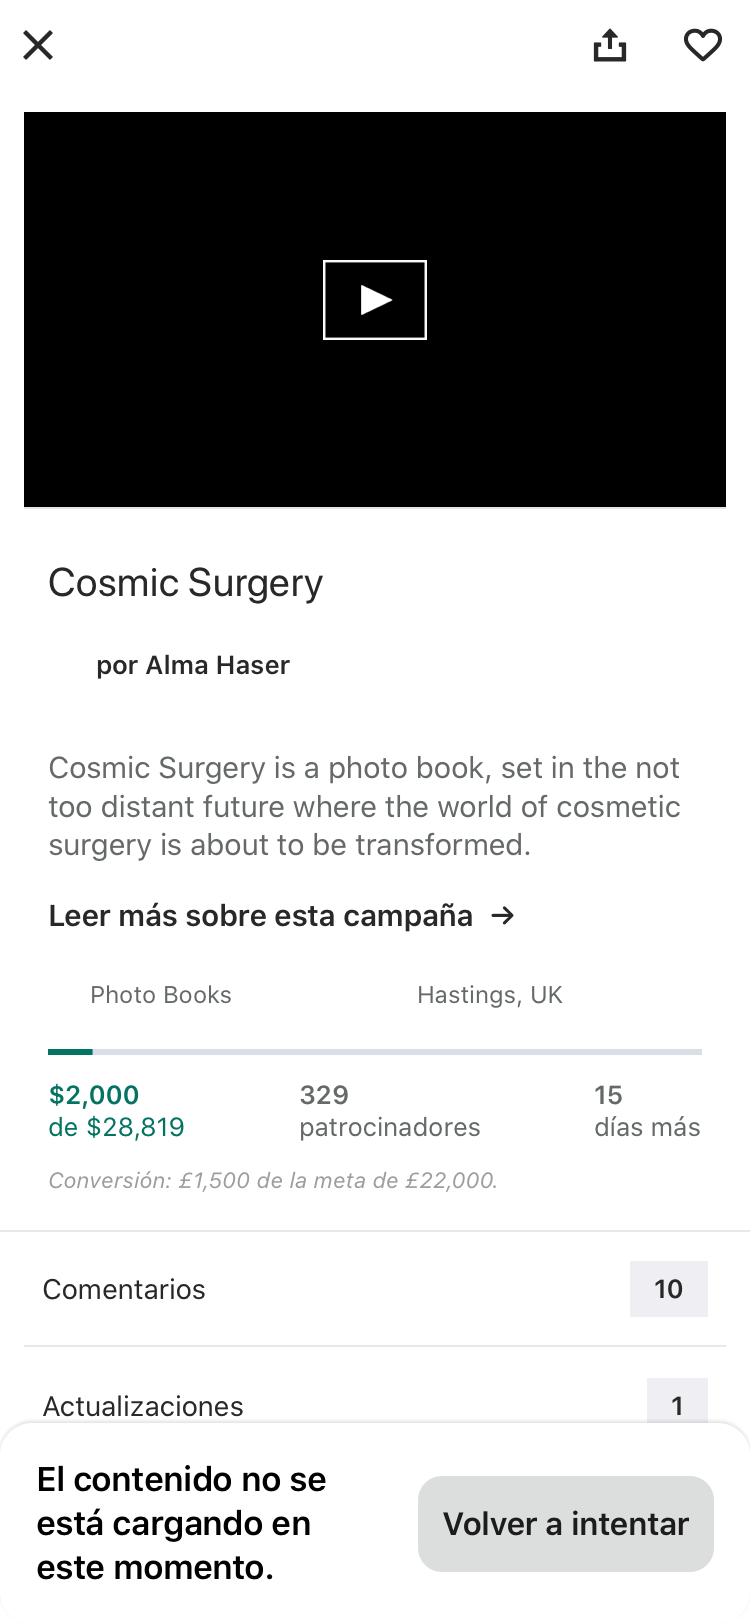 Cosmic Surgery
por Alma Haser
Cosmic Surgery is a photo book, set in the not
too distant future where the world of cosmetic
surgery is about to be transformed.
Leer más sobre esta campaña →
Photo Books
Hastings, UK
$2,000
de $28,819
329
patrocinadores
15
días más
Conversión: £1,500 de la meta de £22,000.
Comentarios
10
Actualizaciones
1
El contenido no se
está cargando en
este momento.
Volver a intentar